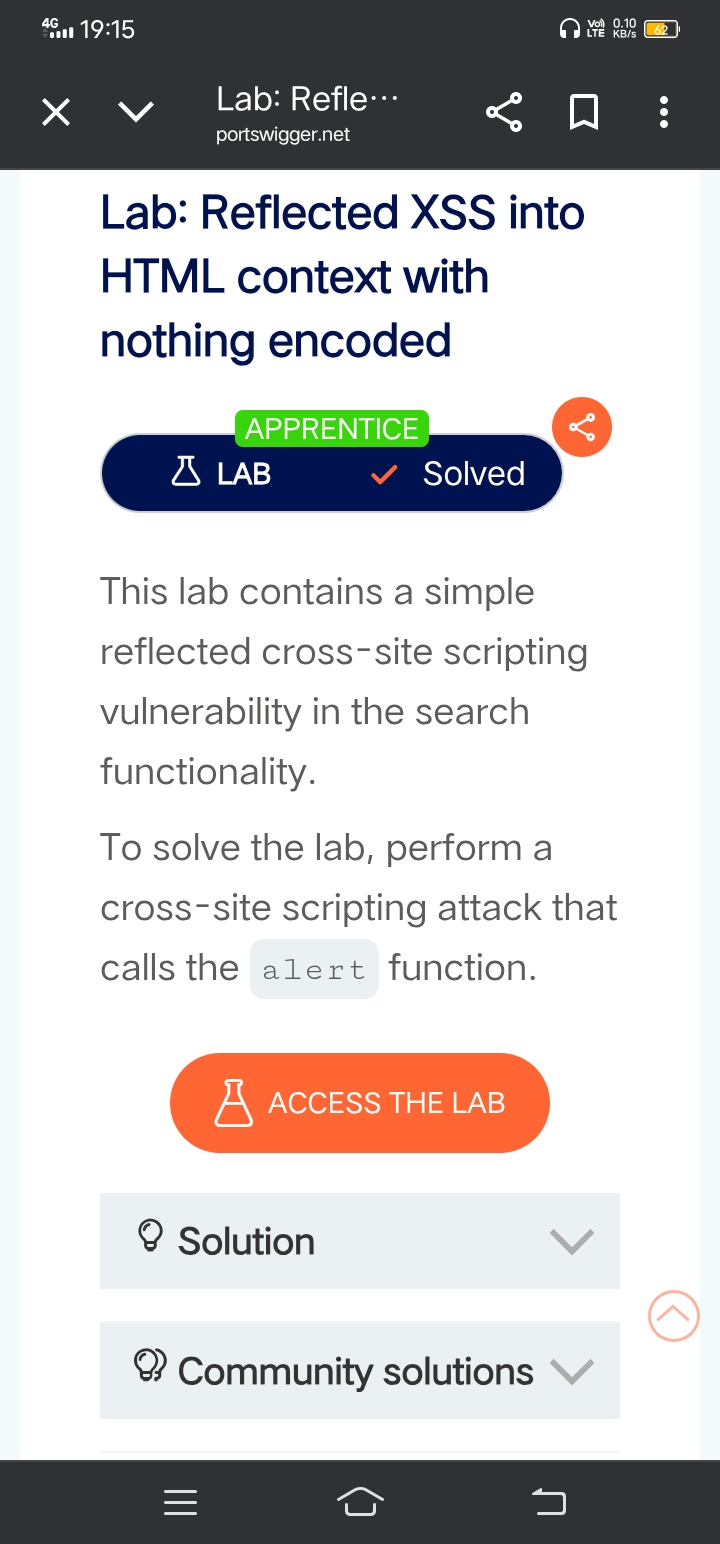 4G 19:15 Vo) LTE 0.10 KB/s 62
Lab: Refle···
portswigger.net
Lab: Reflected XSS into
HTML context with
nothing encoded
APPRENTICE
LAB Solved
This lab contains a simple
reflected cross-site scripting
vulnerability in the search
functionality.
To solve the lab, perform a
cross-site scripting attack that
calls the alert function.
ACCESS THE LAB
Solution
Community solutions